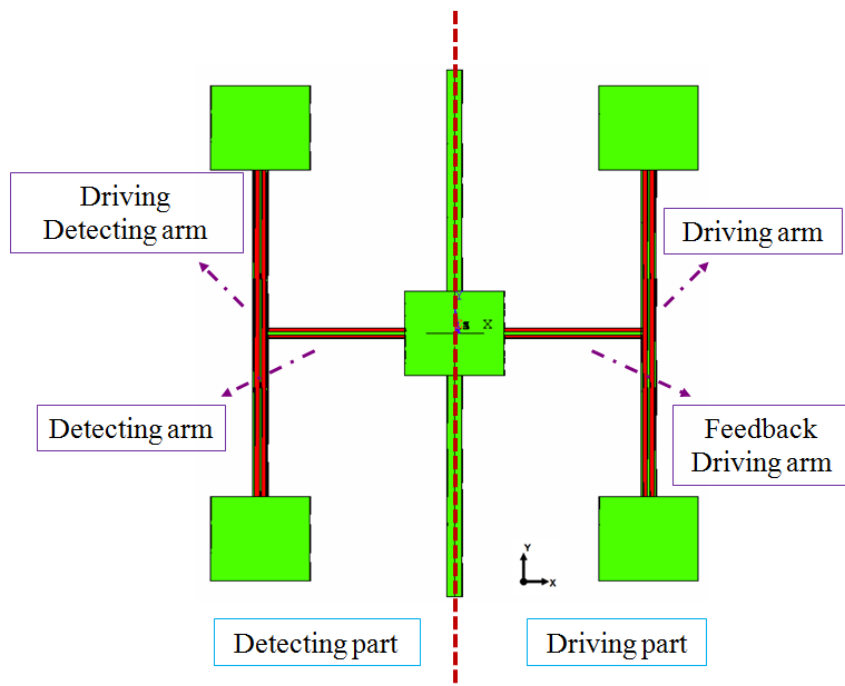 Driving
Detecting arm
Driving arm
X
Detecting arm
Feedback
Driving arm
Y
X
Detecting part
Driving part